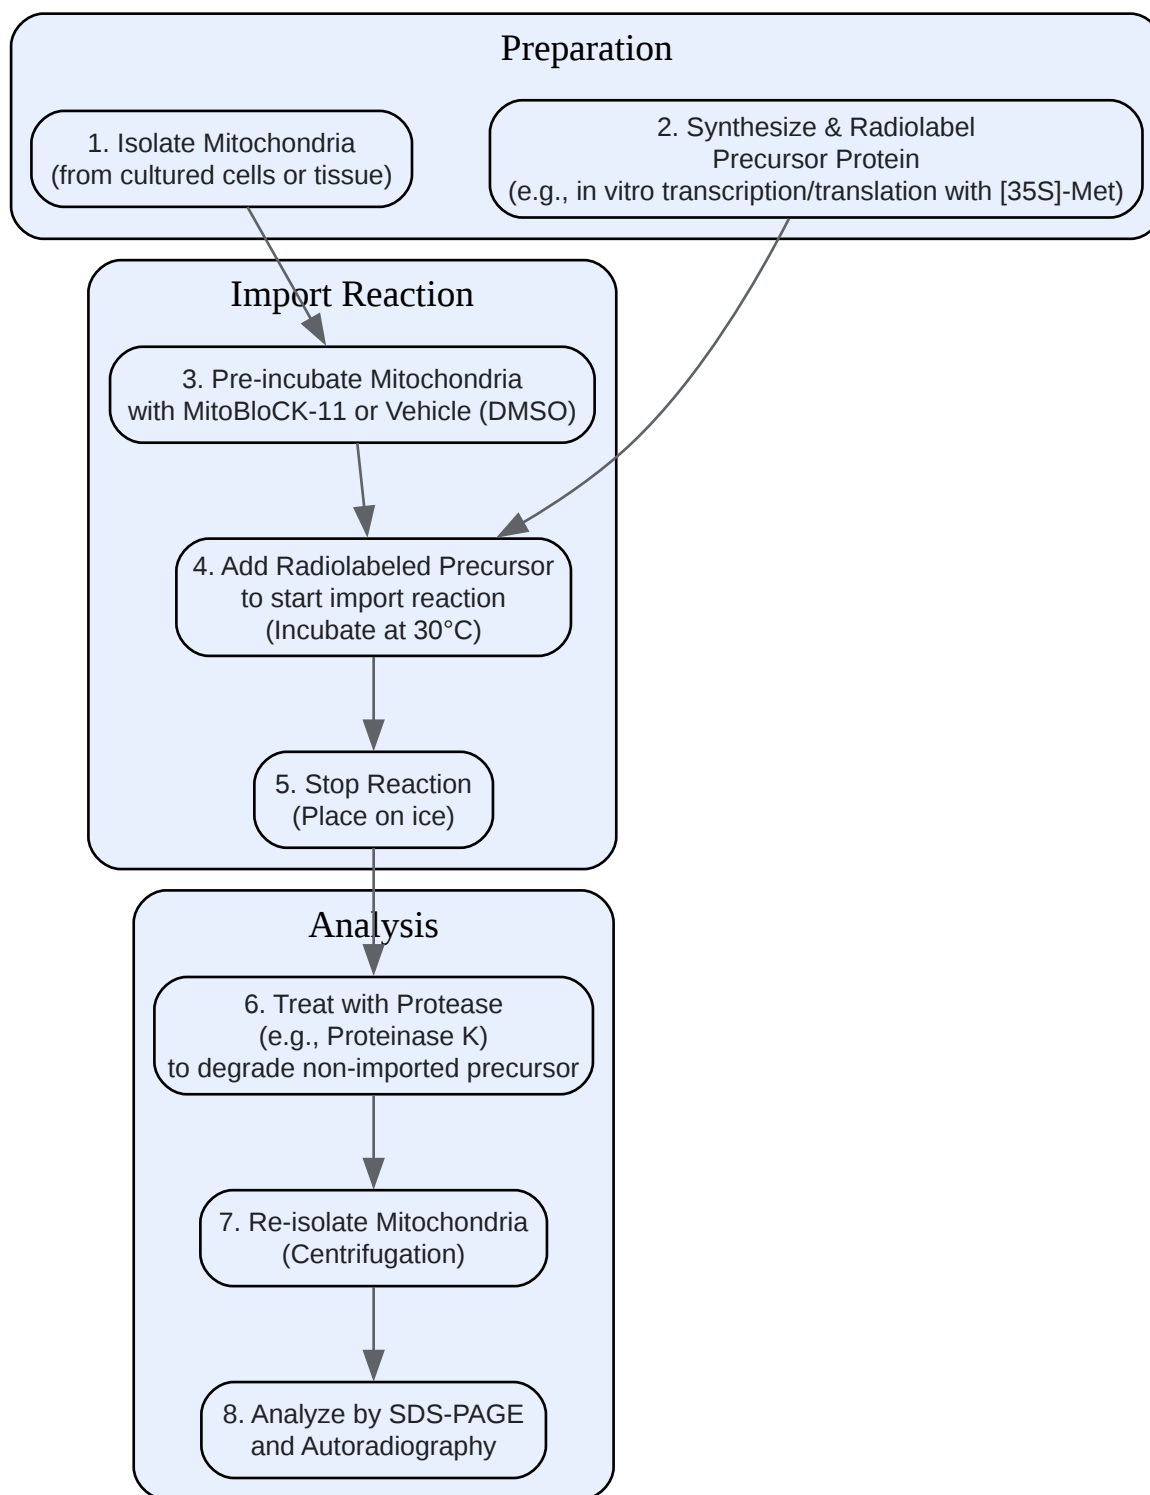 Preparation
1. Isolate Mitochondria
(from cultured cells or tissue)
2. Synthesize & Radiolabel
Precursor Protein
(e.g., in vitro transcription/translation with [35S]-Met)
Import Reaction
3. Pre-incubate Mitochondria
with MitoBloCK-11 or Vehicle (DMSO)
4. Add Radiolabeled Precursor
to start import reaction
(Incubate at 30°C)
5. Stop Reaction
(Place on ice)
Analysis
6. Treat with Protease
(e.g., Proteinase K)
to degrade non-imported precursor
7. Re-isolate Mitochondria
(Centrifugation)
8. Analyze by SDS-PAGE
and Autoradiography